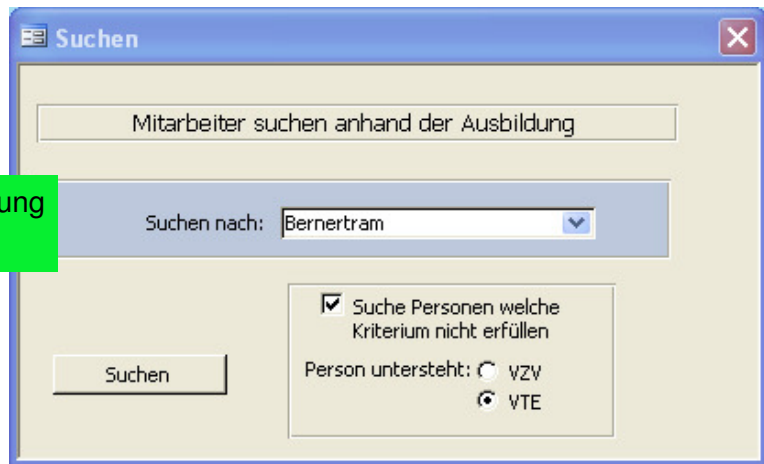 Suchen
Mitarbeiter suchen anhand der Ausbildung
Suchen nach: Bernertram
Suche Personen welche
Kriterium nicht erfüllen
Suchen
Person untersteht: VZV
VTE